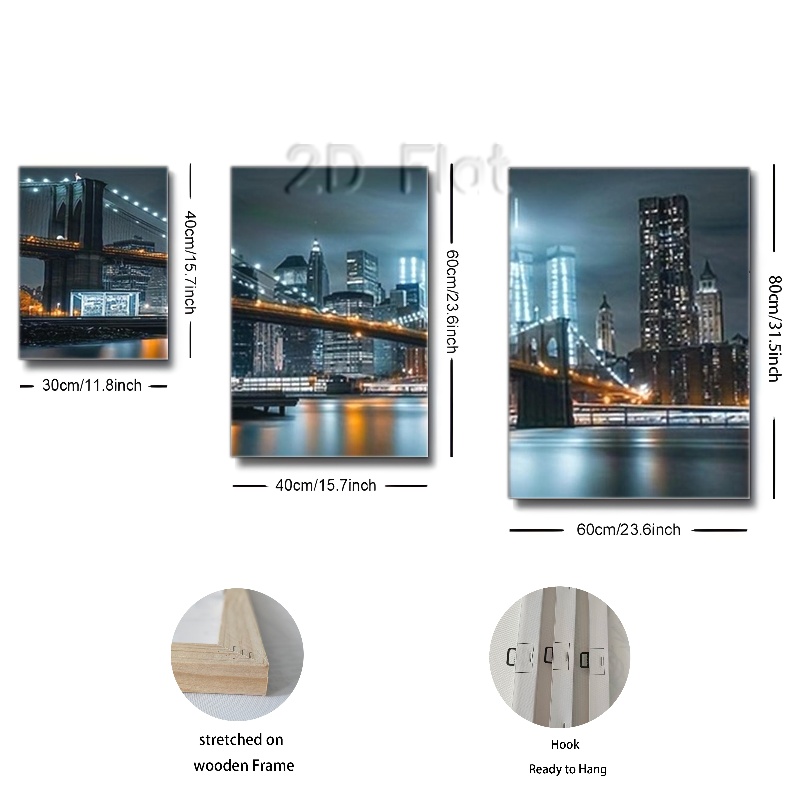 2D Flat
40cm/15.7inch
60cm/23.6inch
80cm/31.5inch
30cm/11.8inch
40cm/15.7inch
60cm/23.6inch
stretched on
wooden Frame
Hook
Ready to Hang